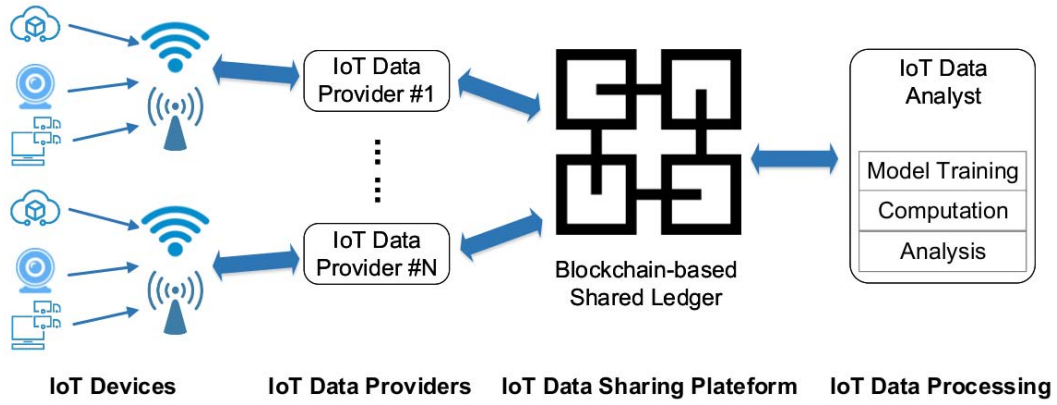 IoT Data
Provider #1
IoT Data
Provider #N
Blockchain-based
Shared Ledger
IoT Data
Analyst
Model Training
Computation
Analysis
IoT Devices
IoT Data Providers
IoT Data Sharing Plateform
IoT Data Processing